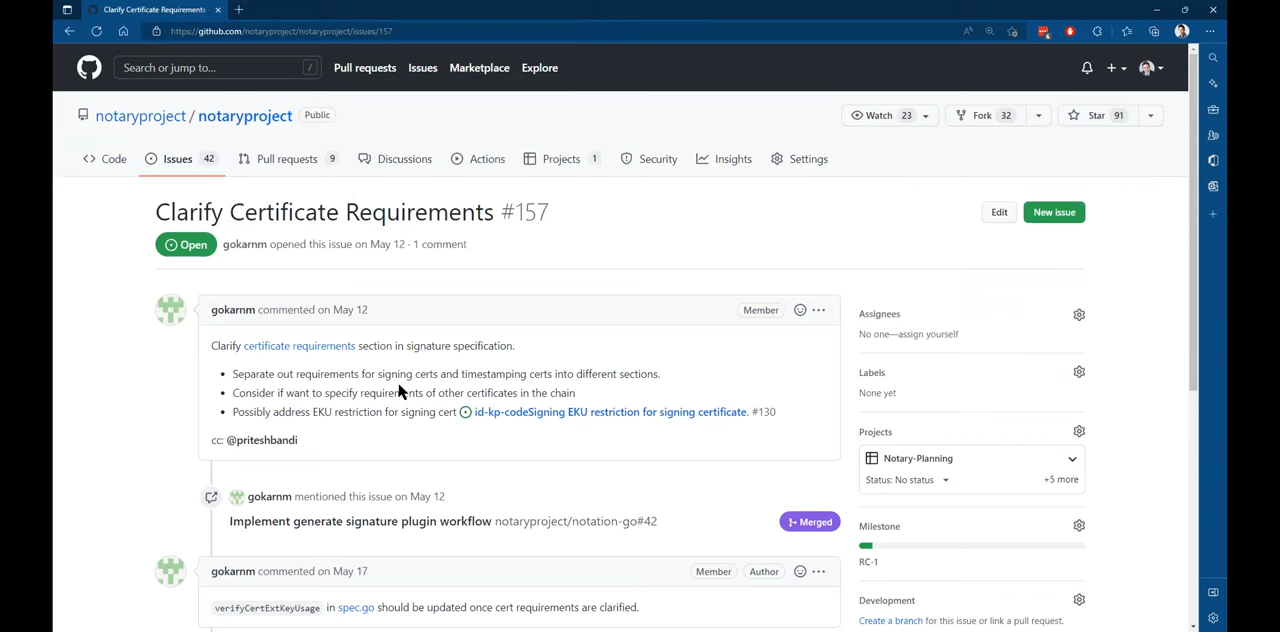 Clarify Certificate Requirements
https://github.com/notaryproject/notaryproject/issues/157
Search or jump to...
/
Pull requests
Issues
Marketplace
Explore
notaryproject / notaryproject
Public
Watch 23
Fork 32
Star 91
Code
Issues 42
Pull requests 9
Discussions
Actions
Projects 1
Security
Insights
Settings
Clarify Certificate Requirements #157
Edit
New issue
Open
gokarnm opened this issue on May 12 · 1 comment
gokarnm commented on May 12
Member
Clarify certificate requirements section in signature specification.
• Separate out requirements for signing certs and timestamping certs into different sections.
• Consider if want to specify requirements of other certificates in the chain
• Possibly address EKU restriction for signing cert id-kp-codeSigning EKU restriction for signing certificate. #130
cc: @priteshbandi
gokarnm mentioned this issue on May 12
Implement generate signature plugin workflow notaryproject/notation-go#42
Merged
gokarnm commented on May 17
Member
Author
verifyCertExtKeyUsage in spec.go should be updated once cert requirements are clarified.
Assignees
No one—assign yourself
Labels
None yet
Projects
Notary-Planning
Status: No status
+5 more
Milestone
RC-1
Development
Create a branch for this issue or link a pull request.